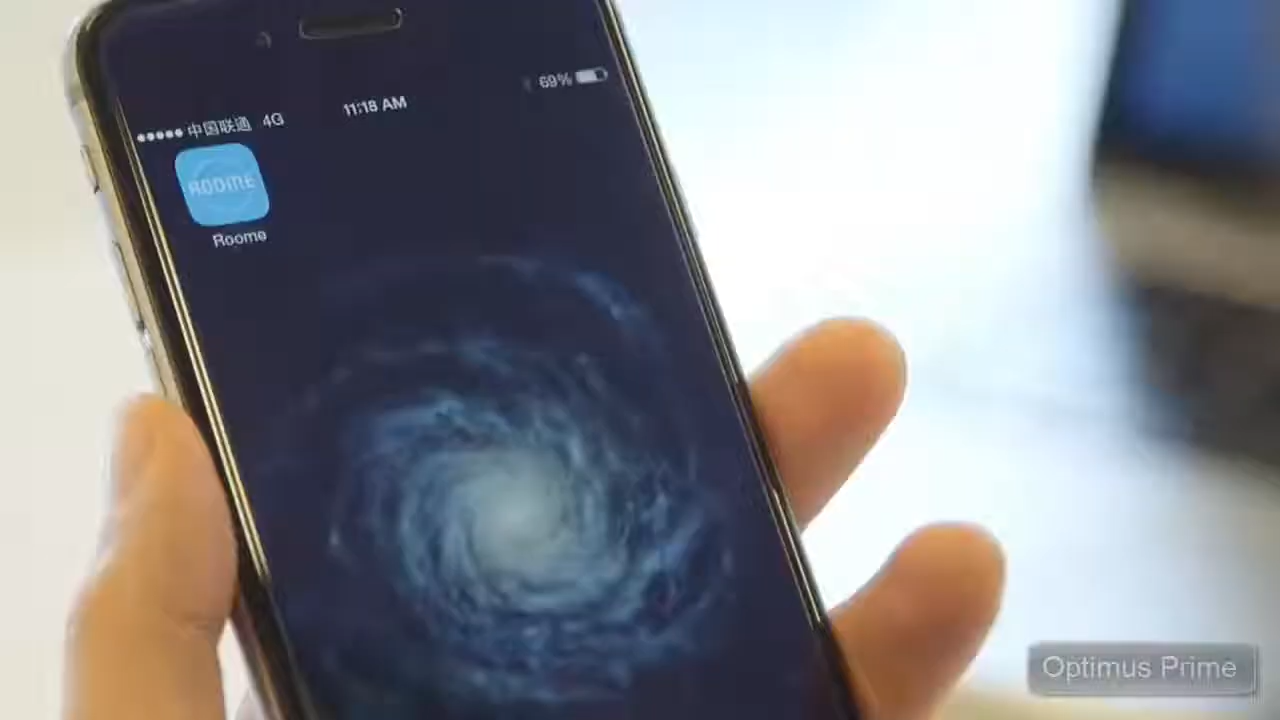 69%
11:18 AM
中国联通 4G
ROOME
Roome
Optimus Prime